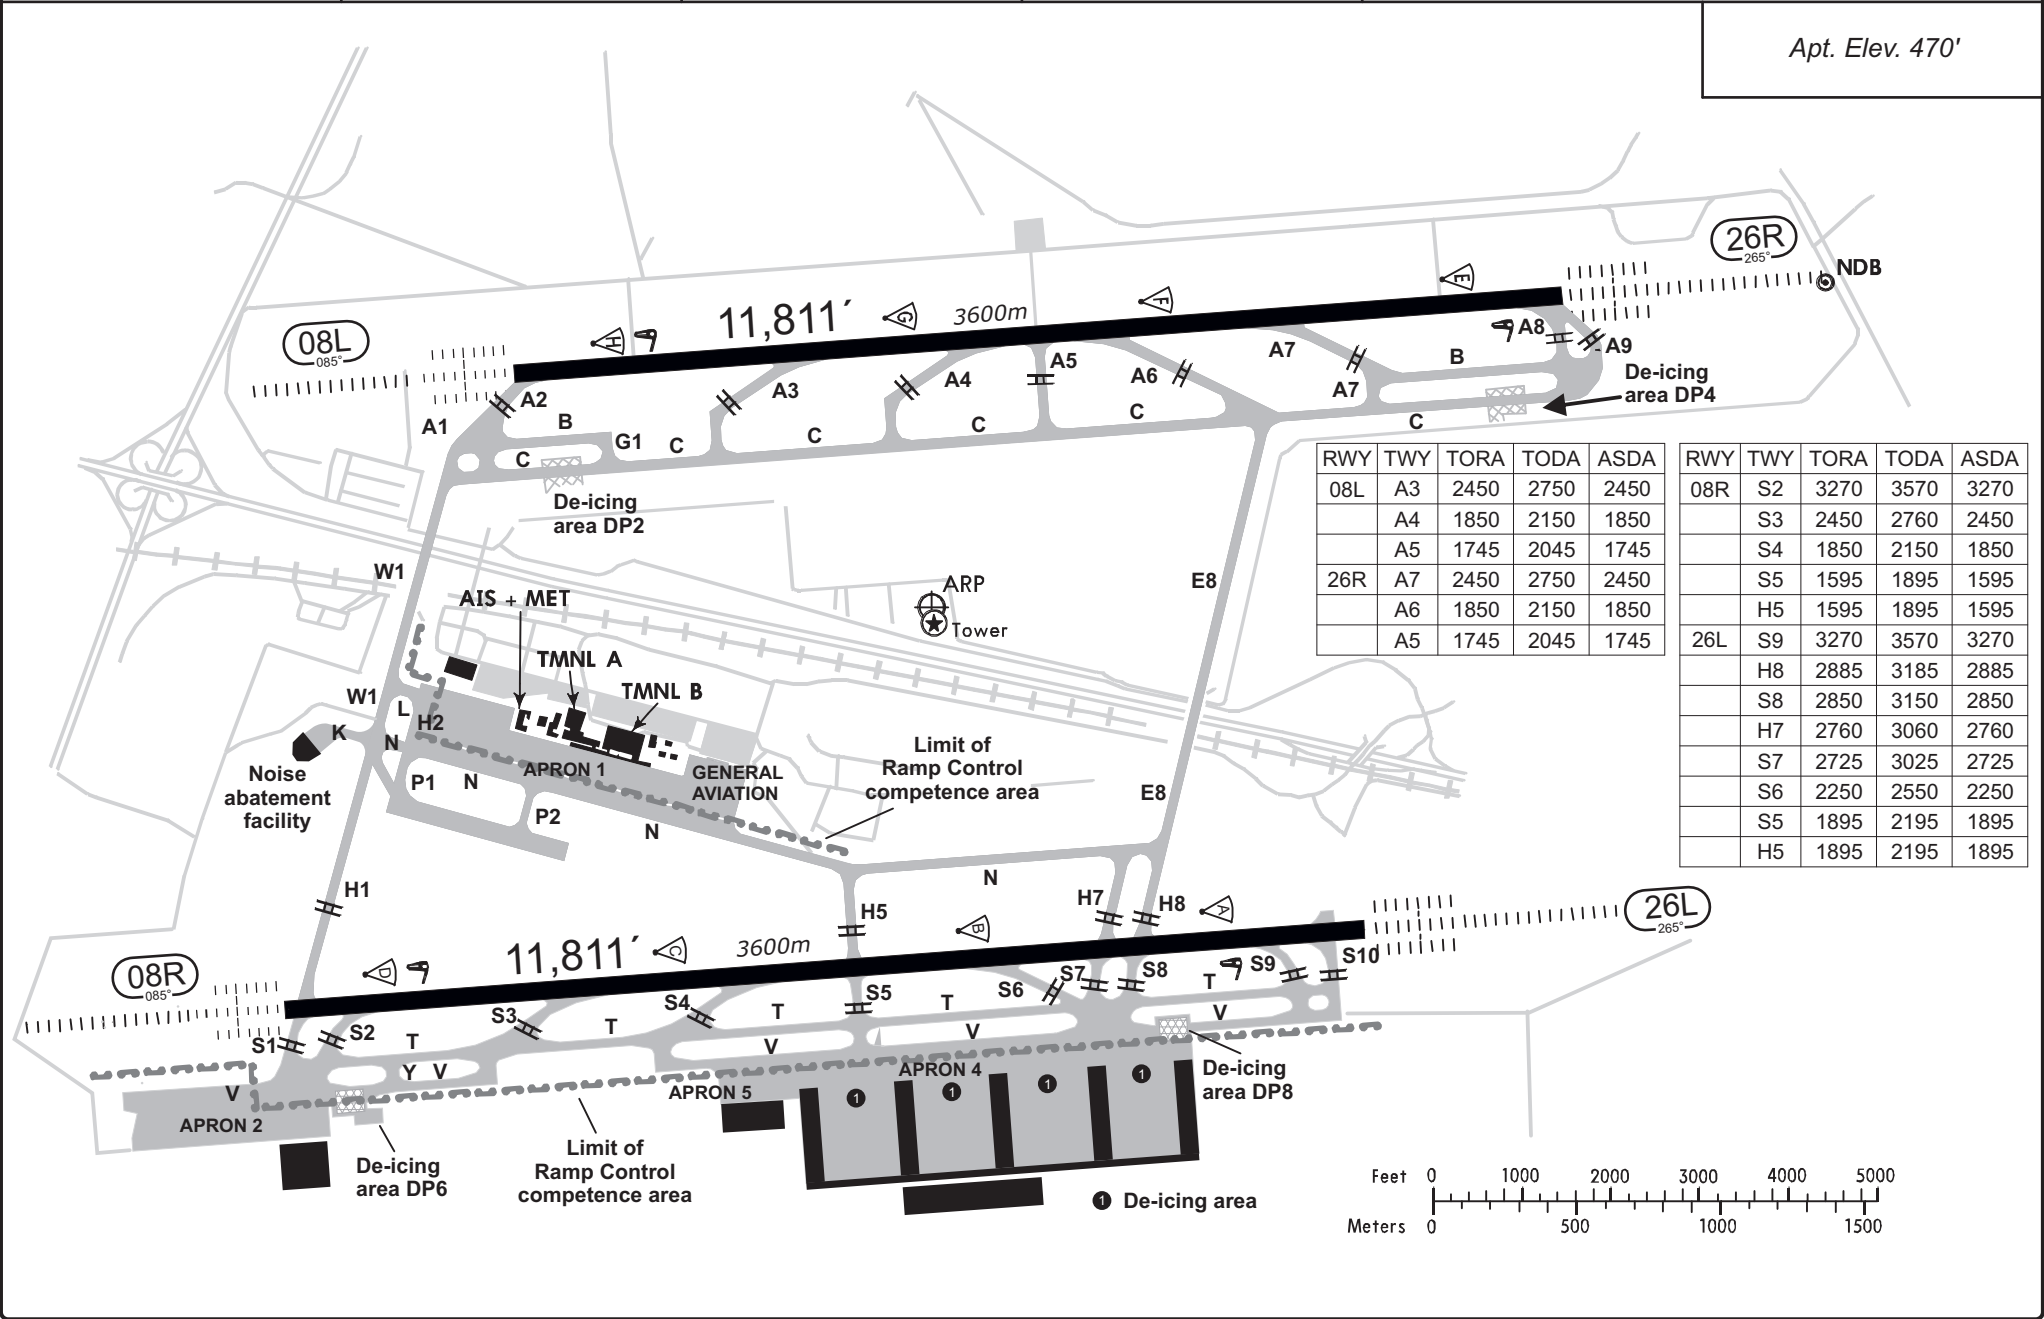 Apt. Elev. 470'
26R
265°
NDB
E
F
11,811´
G
3600m
H
08L
085°
A8
A9
A7
B
A7
A6
A5
A4
A3
A2
A1
B
G1
C
C
C
C
C
C
De-icing
area DP4
De-icing
area DP2
RWY TWY TORA TODA ASDA
08L A3 2450 2750 2450
A4 1850 2150 1850
A5 1745 2045 1745
26R A7 2450 2750 2450
A6 1850 2150 1850
A5 1745 2045 1745
RWY TWY TORA TODA ASDA
08R S2 3270 3570 3270
S3 2450 2760 2450
S4 1850 2150 1850
S5 1595 1895 1595
H5 1595 1895 1595
26L S9 3270 3570 3270
H8 2885 3185 2885
S8 2850 3150 2850
H7 2760 3060 2760
S7 2725 3025 2725
S6 2250 2550 2250
S5 1895 2195 1895
H5 1895 2195 1895
W1
AIS + MET
ARP
Tower
E8
TMNL A
TMNL B
W1
L
H2
K
N
Noise
abatement
facility
P1
N
APRON 1
GENERAL
AVIATION
P2
N
Limit of
Ramp Control
competence area
E8
N
H1
H5
H7
H8
A
B
C
D
11,811´
3600m
26L
265°
08R
085°
S1
S2
S3
S4
S5
S6
S7
S8
S9
S10
T
T
T
T
T
Y
V
V
V
V
V
APRON 2
APRON 5
APRON 4
1
1
1
1
De-icing
area DP8
De-icing
area DP6
Limit of
Ramp Control
competence area
1 De-icing area
Feet 0 1000 2000 3000 4000 5000
Meters 0 500 1000 1500